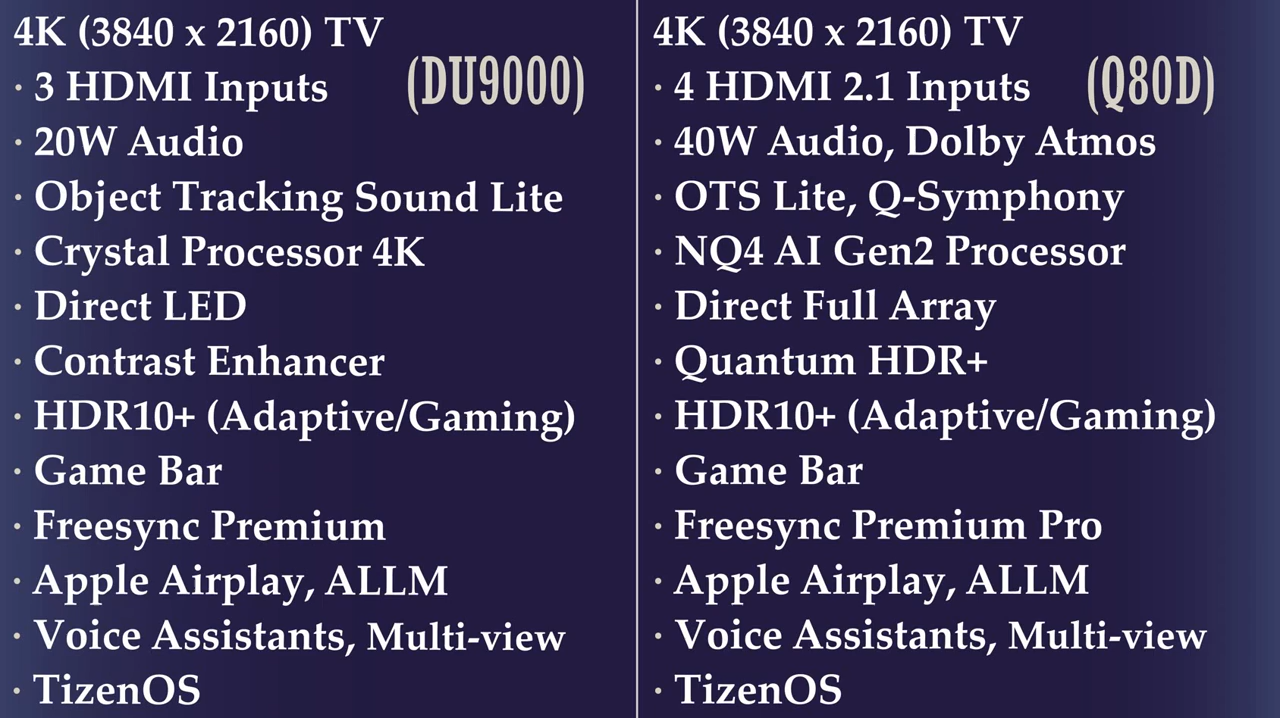 4K (3840 x 2160) TV
· 3 HDMI Inputs (DU9000)
· 20W Audio
· Object Tracking Sound Lite
· Crystal Processor 4K
· Direct LED
· Contrast Enhancer
· HDR10+ (Adaptive/Gaming)
· Game Bar
· Freesync Premium
· Apple Airplay, ALLM
· Voice Assistants, Multi-view
· TizenOS
4K (3840 x 2160) TV
· 4 HDMI 2.1 Inputs (Q80D)
· 40W Audio, Dolby Atmos
· OTS Lite, Q-Symphony
· NQ4 AI Gen2 Processor
· Direct Full Array
· Quantum HDR+
· HDR10+ (Adaptive/Gaming)
· Game Bar
· Freesync Premium Pro
· Apple Airplay, ALLM
· Voice Assistants, Multi-view
· TizenOS